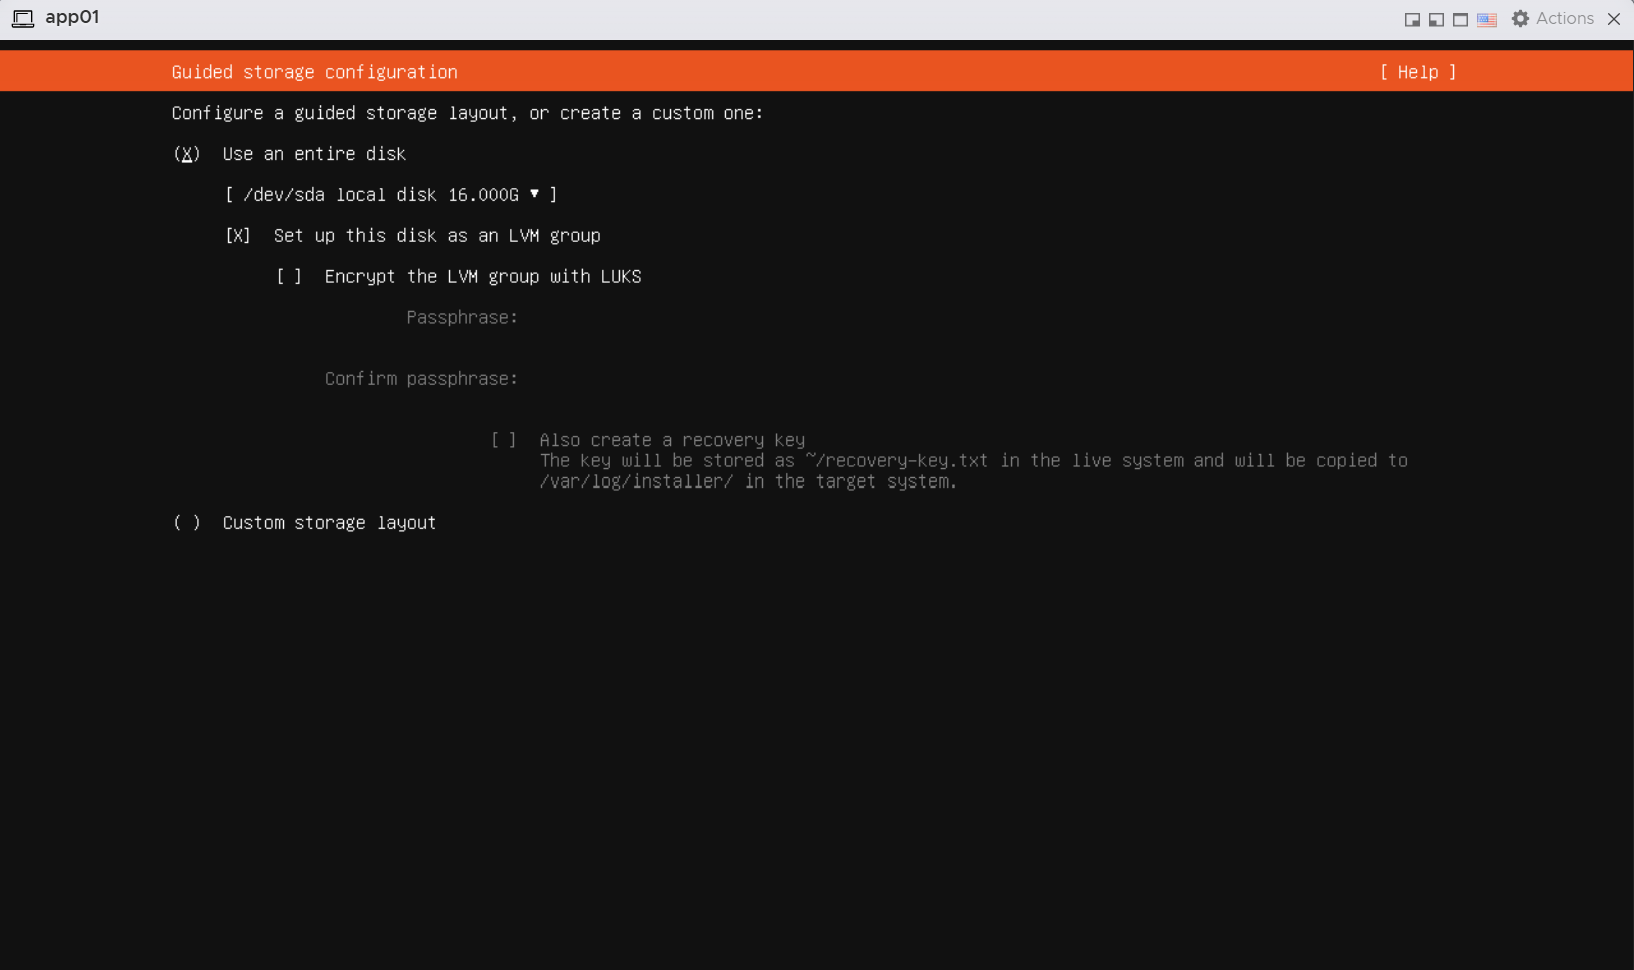 app01
Actions
Guided storage configuration [ Help ]
Configure a guided storage layout, or create a custom one:
(X) Use an entire disk
[ /dev/sda local disk 16.000G ▾ ]
[X] Set up this disk as an LVM group
[ ] Encrypt the LVM group with LUKS
Passphrase:
Confirm passphrase:
[ ] Also create a recovery key
The key will be stored as ~/recovery-key.txt in the live system and will be copied to
/var/log/installer/ in the target system.
( ) Custom storage layout